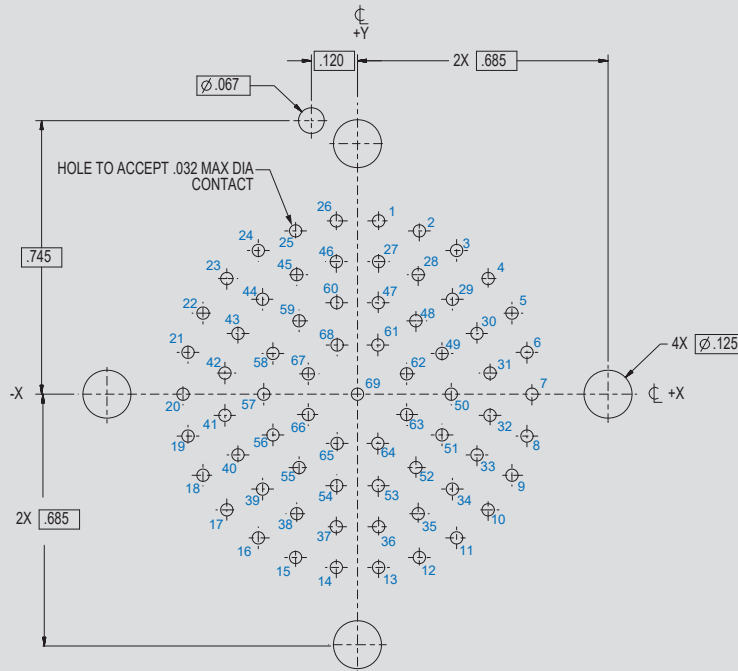 ℄
+Y
.120
2X .685
Ø.067
HOLE TO ACCEPT .032 MAX DIA
CONTACT
26 1
25 2
24 3
46 27
45 28
23 4
.745
44 29
60 47
22 5
59 48
43 30
21 6
68 61
58 49
4X Ø.125
42 67 62 31
-X
20 57 69 50 7
℄ +X
41 66 63 32
19 56 51 8
40 65 64 33
18 55 52 9
39 54 53 34
2X .685
17 38 35 10
37 36
16 11
15 12
14 13